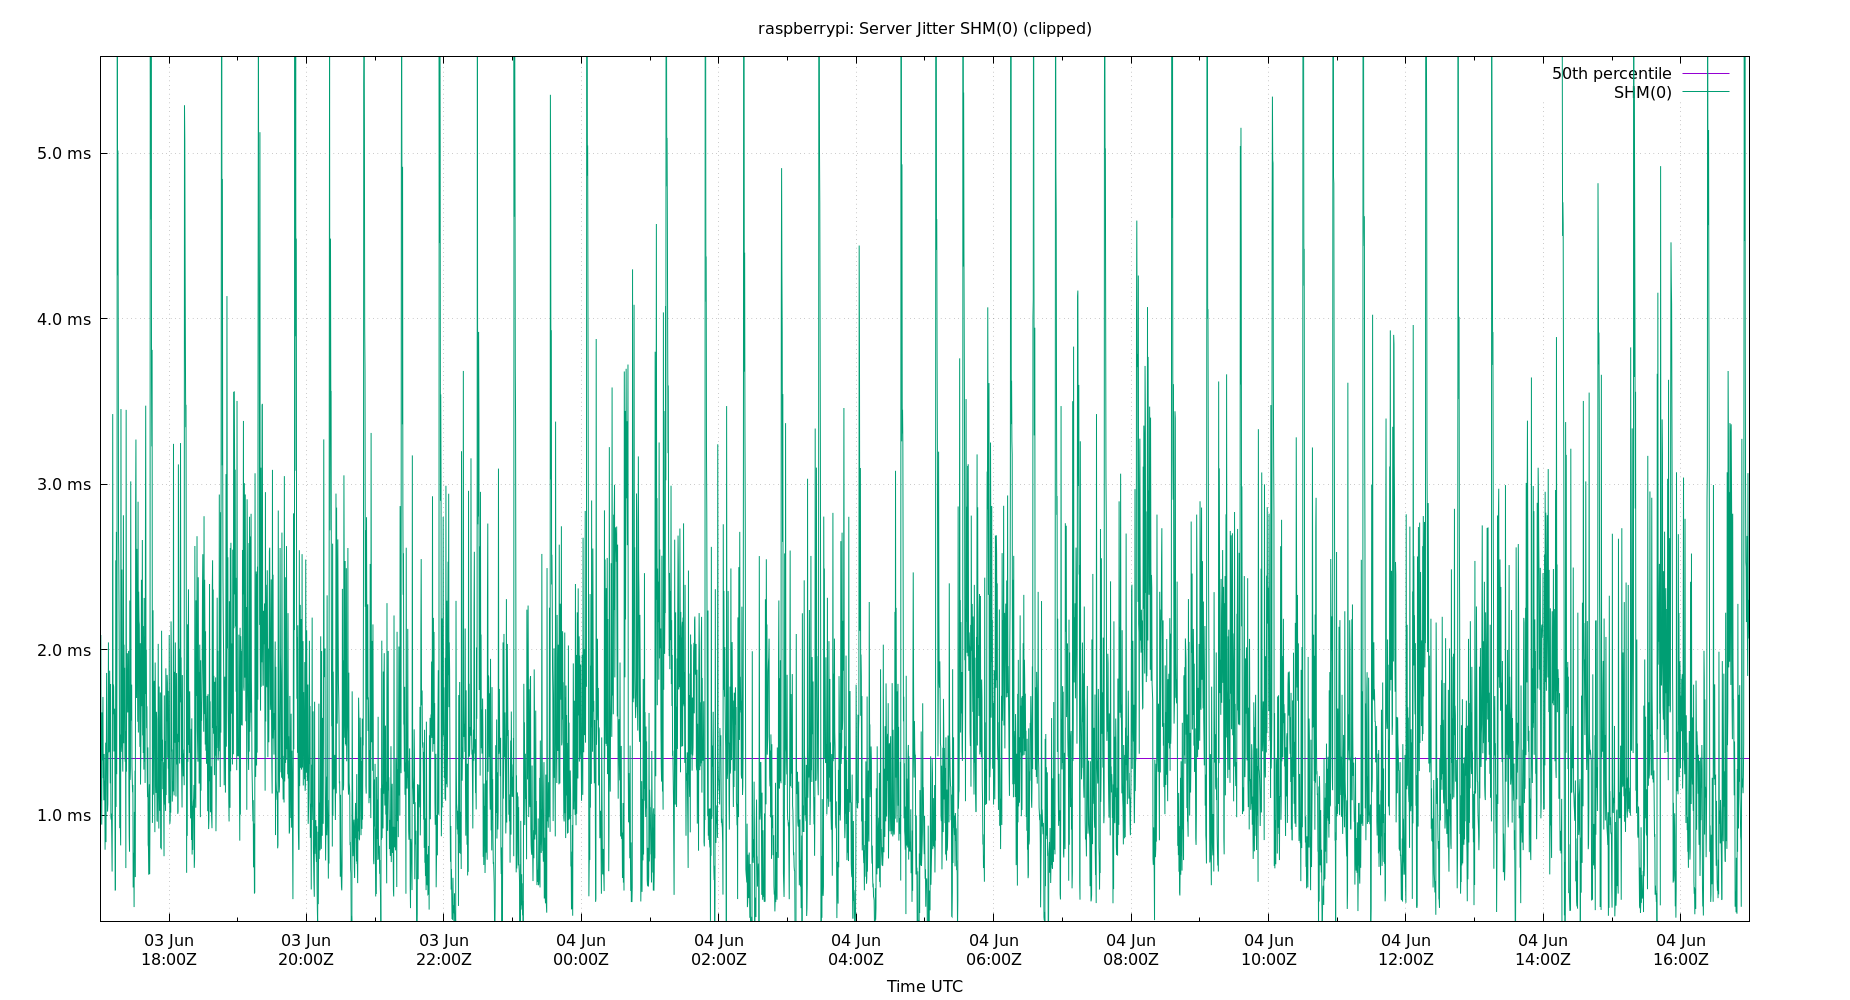 raspberrypi: Server Jitter SHM(0) (clipped)
50th percentile
SHM(0)
5.0 ms
4.0 ms
3.0 ms
2.0 ms
1.0 ms
03 Jun 03 Jun 03 Jun 04 Jun 04 Jun 04 Jun 04 Jun 04 Jun 04 Jun 04 Jun 04 Jun 04 Jun
18:00Z 20:00Z 22:00Z 00:00Z 02:00Z 04:00Z 06:00Z 08:00Z 10:00Z 12:00Z 14:00Z 16:00Z
Time UTC